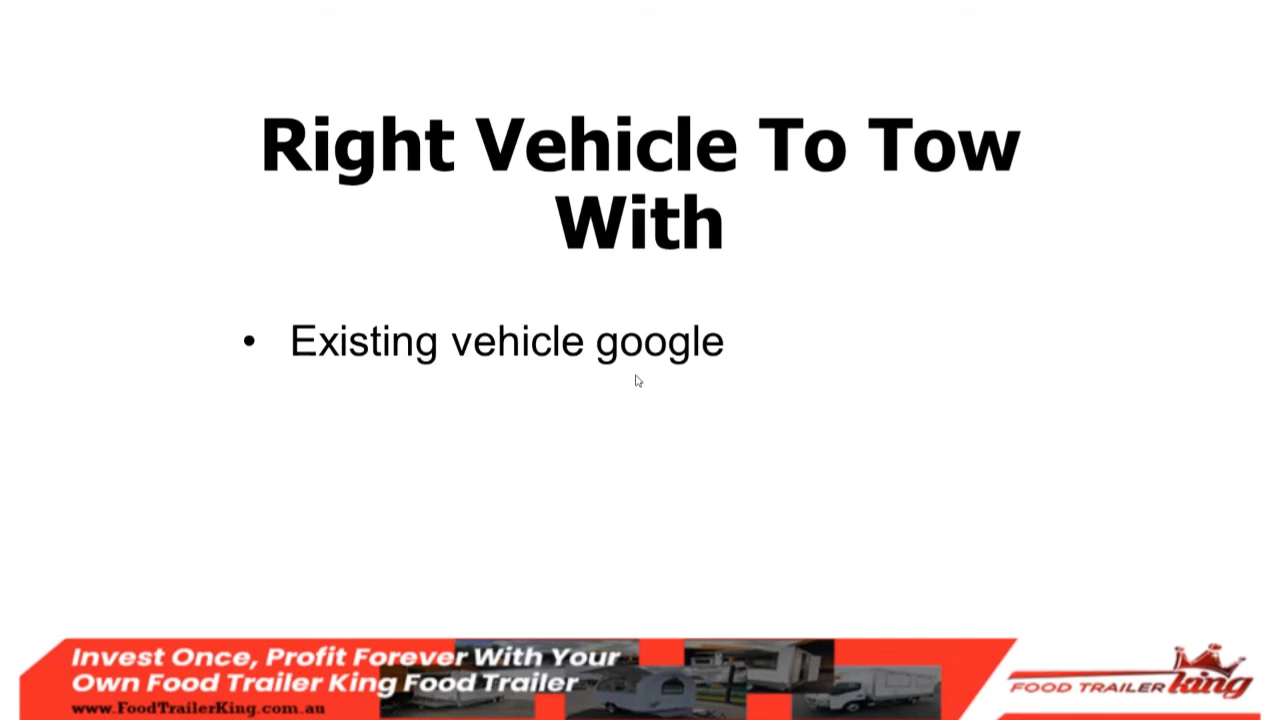 Right Vehicle To Tow
With
• Existing vehicle google
Invest Once, Profit Forever With Your
Own Food Trailer King Food Trailer
www.FoodTrailerKing.com.au
FOOD TRAILER king